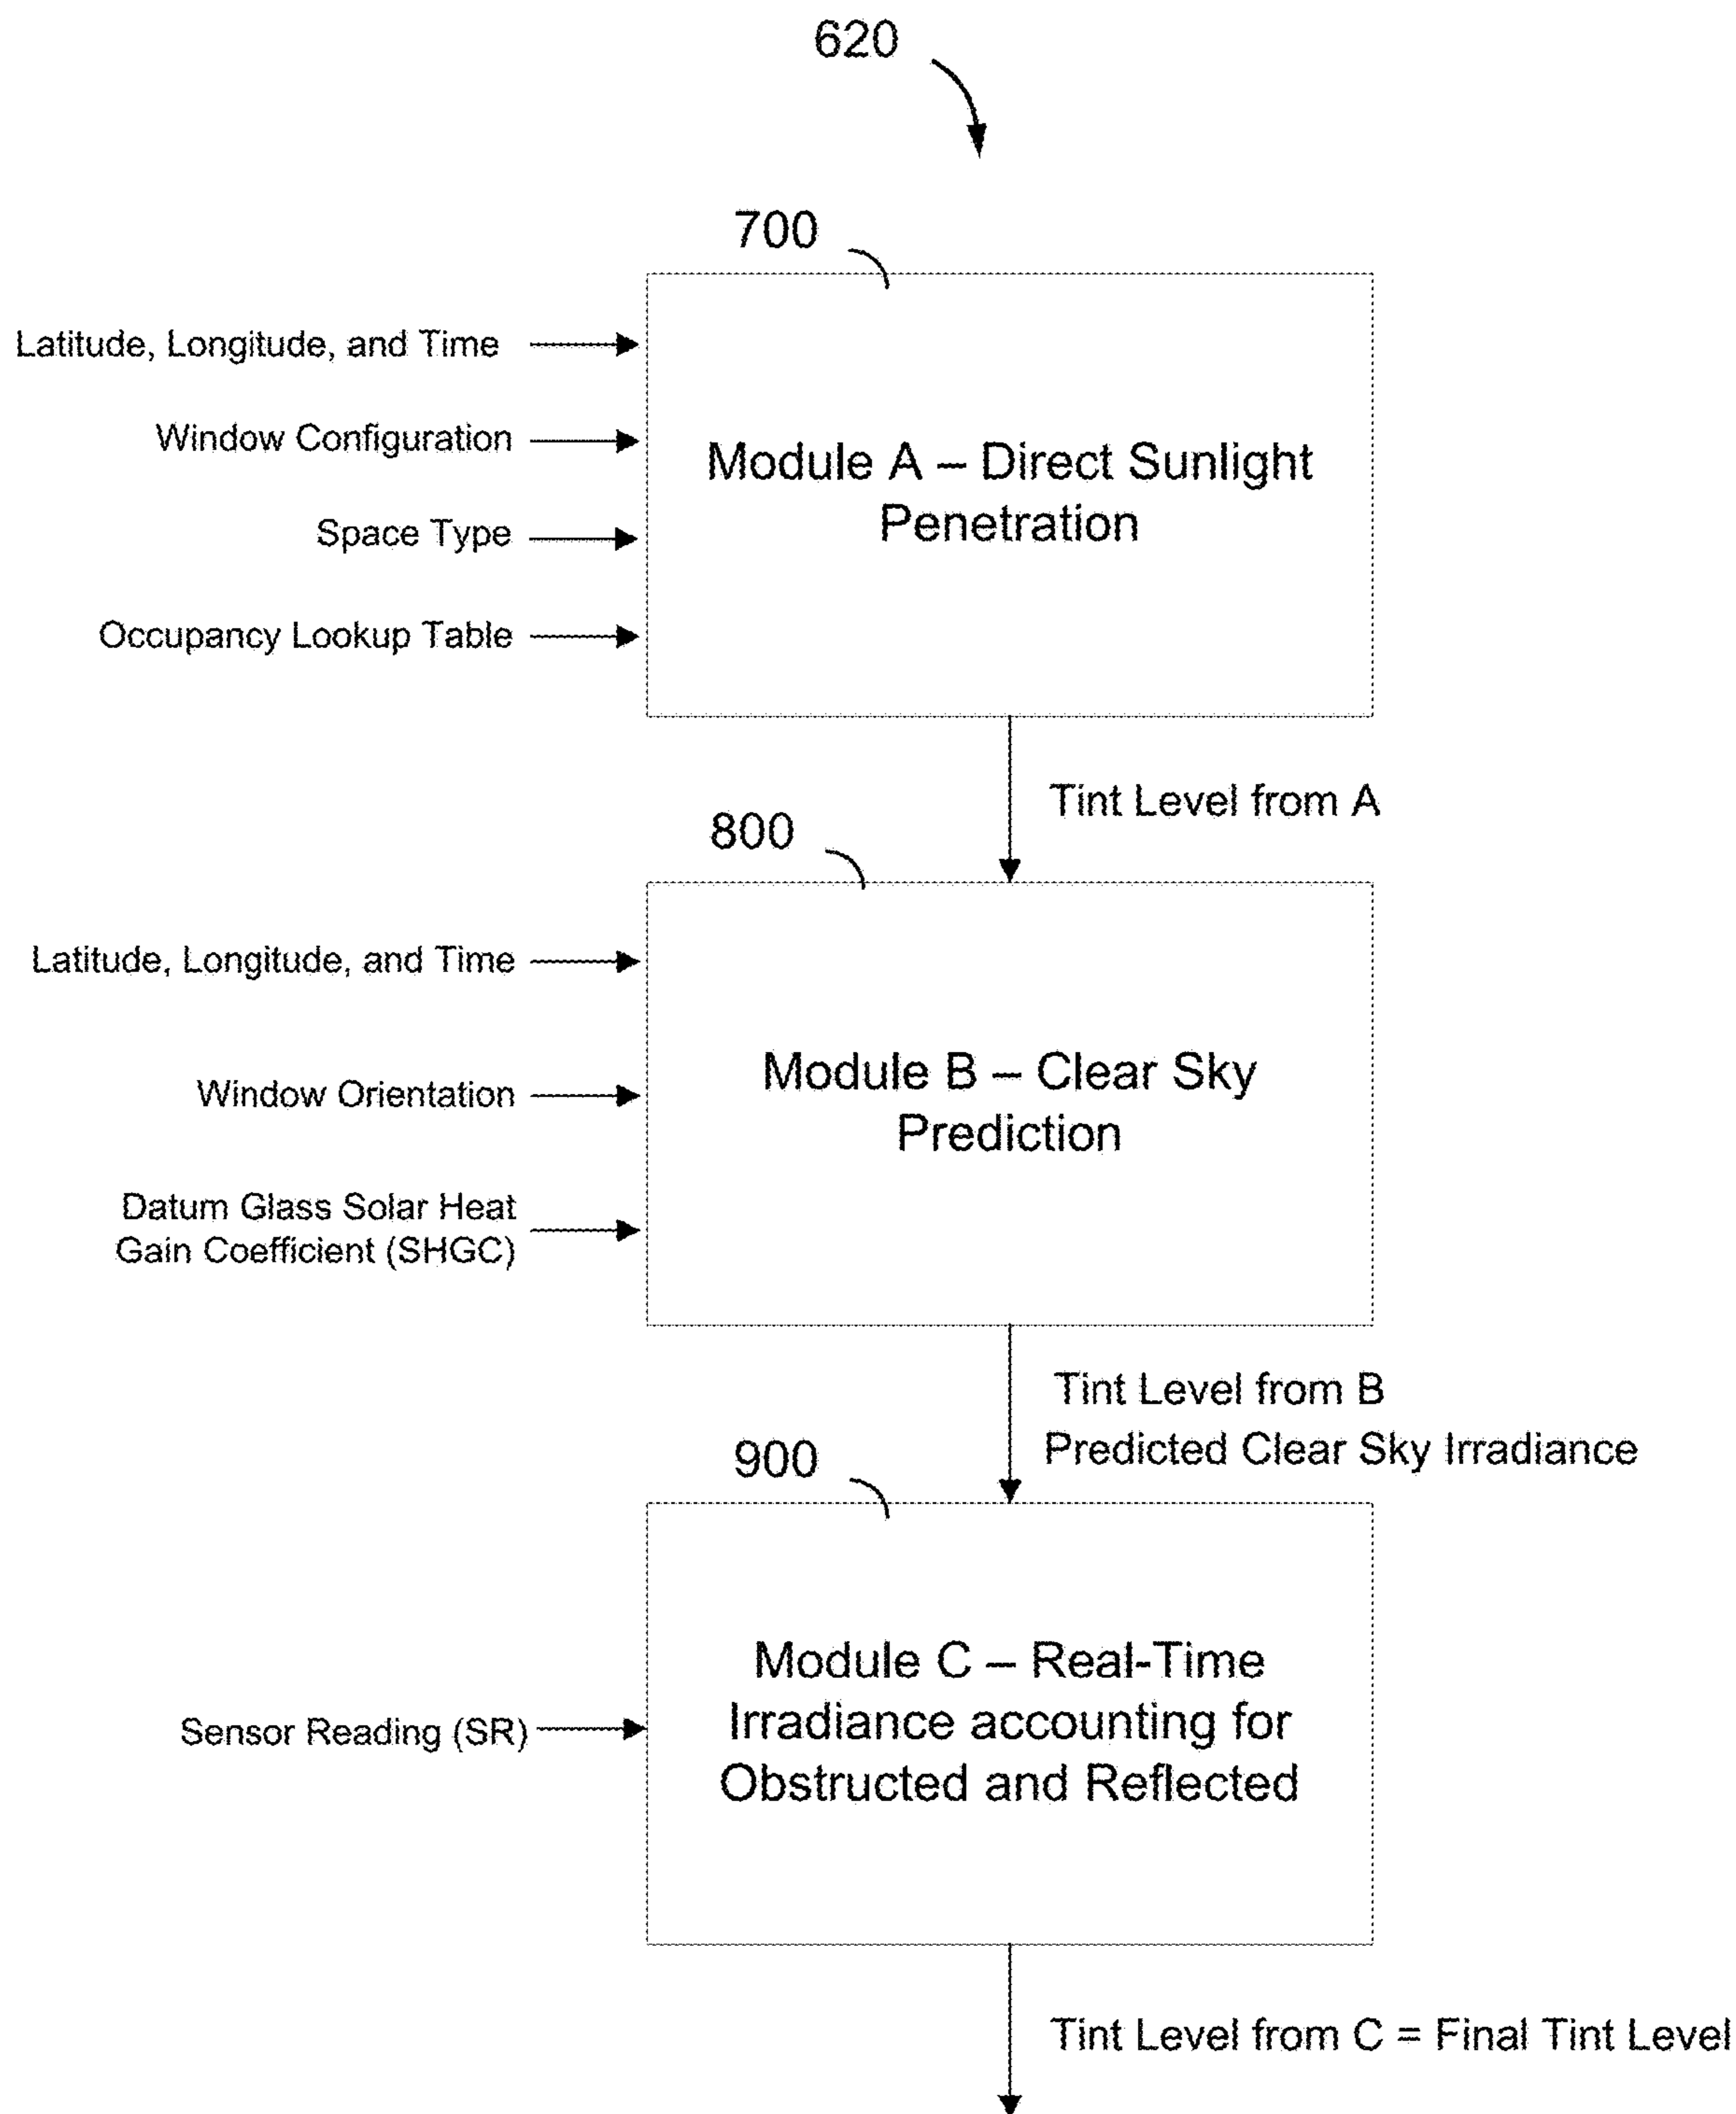 620
700
Latitude, Longitude, and Time
Window Configuration
Space Type
Occupancy Lookup Table
Module A – Direct Sunlight
Penetration
Tint Level from A
800
Latitude, Longitude, and Time
Window Orientation
Datum Glass Solar Heat
Gain Coefficient (SHGC)
Module B – Clear Sky
Prediction
Tint Level from B
Predicted Clear Sky Irradiance
900
Sensor Reading (SR)
Module C – Real-Time
Irradiance accounting for
Obstructed and Reflected
Tint Level from C = Final Tint Level